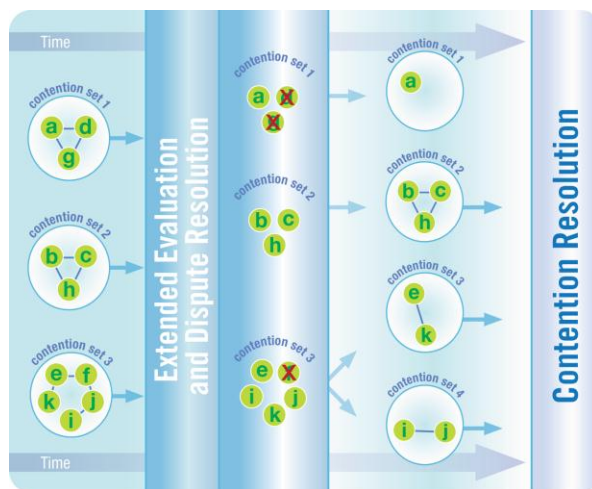 Time
contention set 1
a d
g
contention set 2
b c
h
contention set 3
e f
k j
i
Time
Extended Evaluation
and Dispute Resolution
contention set 1
a
contention set 2
b c
h
contention set 3
e
i j
k
contention set 1
a
contention set 2
b c
h
contention set 3
e
k
contention set 4
i j
Contention Resolution